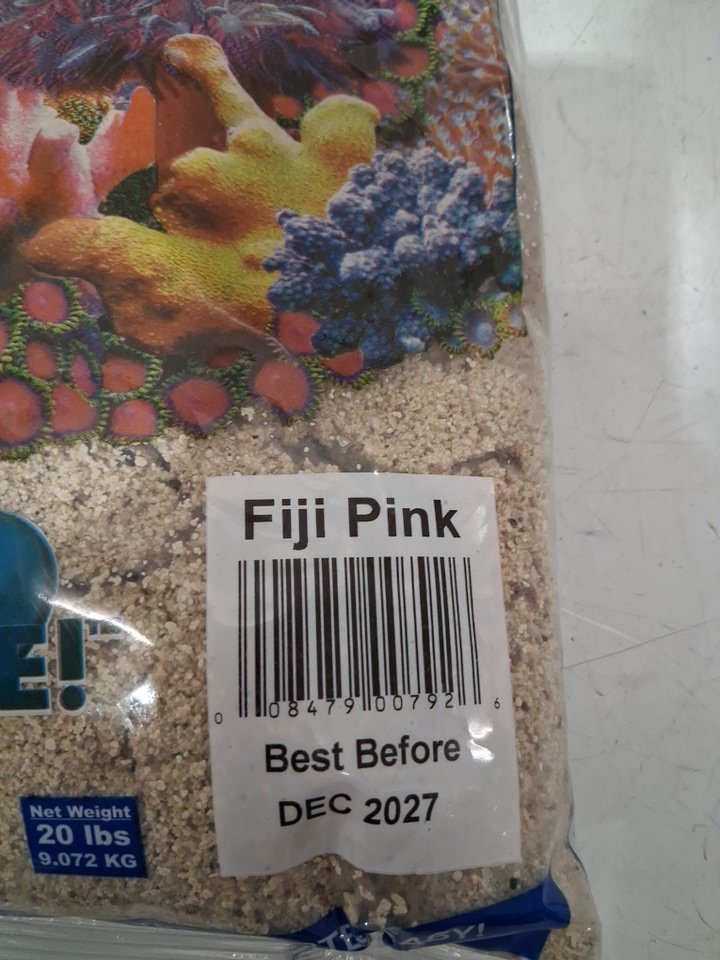 Fiji Pink
E!
0 08479 00792 6
Best Before
DEC 2027
Net Weight
20 lbs
9.072 KG